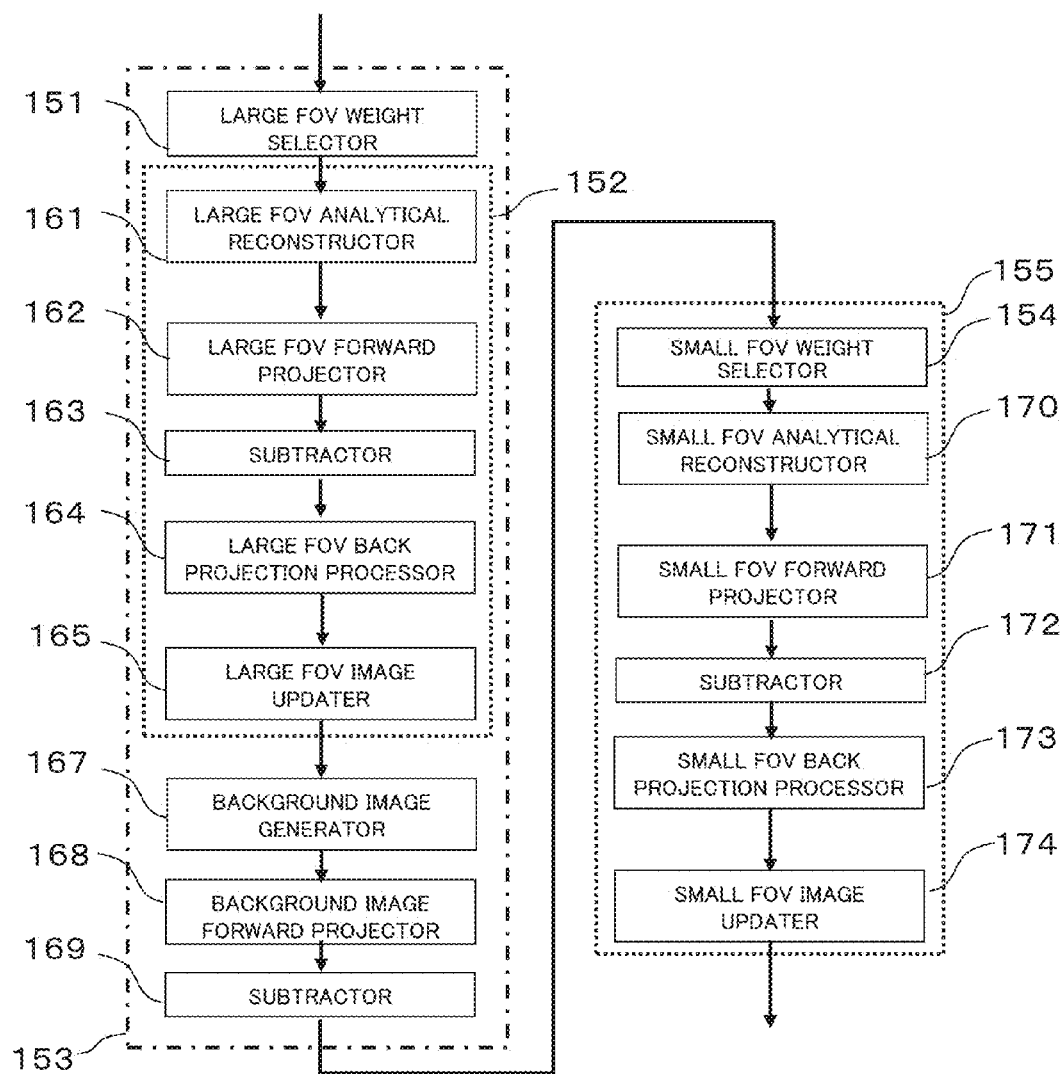 151
LARGE FOV WEIGHT
SELECTOR
152
161
LARGE FOV ANALYTICAL
RECONSTRUCTOR
162
LARGE FOV FORWARD
PROJECTOR
163
SUBTRACTOR
164
LARGE FOV BACK
PROJECTION PROCESSOR
165
LARGE FOV IMAGE
UPDATER
167
BACKGROUND IMAGE
GENERATOR
168
BACKGROUND IMAGE
FORWARD PROJECTOR
169
SUBTRACTOR
153
155
SMALL FOV WEIGHT
SELECTOR
154
SMALL FOV ANALYTICAL
RECONSTRUCTOR
170
SMALL FOV FORWARD
PROJECTOR
171
SUBTRACTOR
172
SMALL FOV BACK
PROJECTION PROCESSOR
173
SMALL FOV IMAGE
UPDATER
174